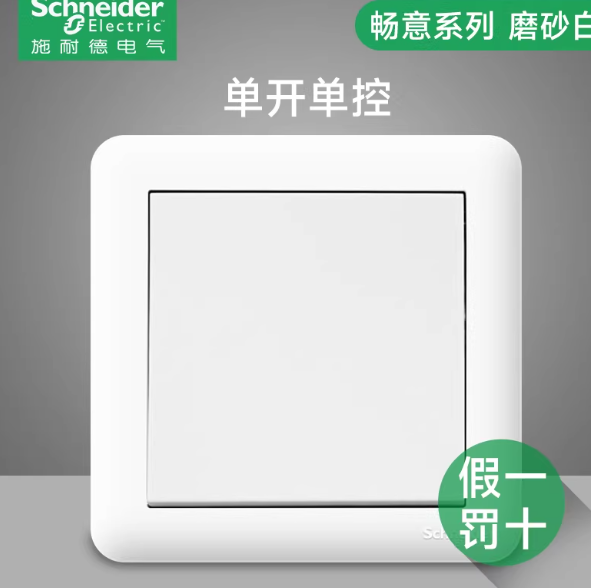 Schneider
Electric
施耐德电气
畅意系列 磨砂白
单开单控
Sch
假一
罚十